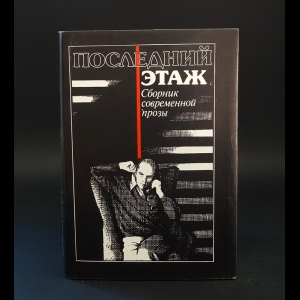 ПОСЛЕДНИЙ
ЭТАЖ
Сборник
современной
прозы